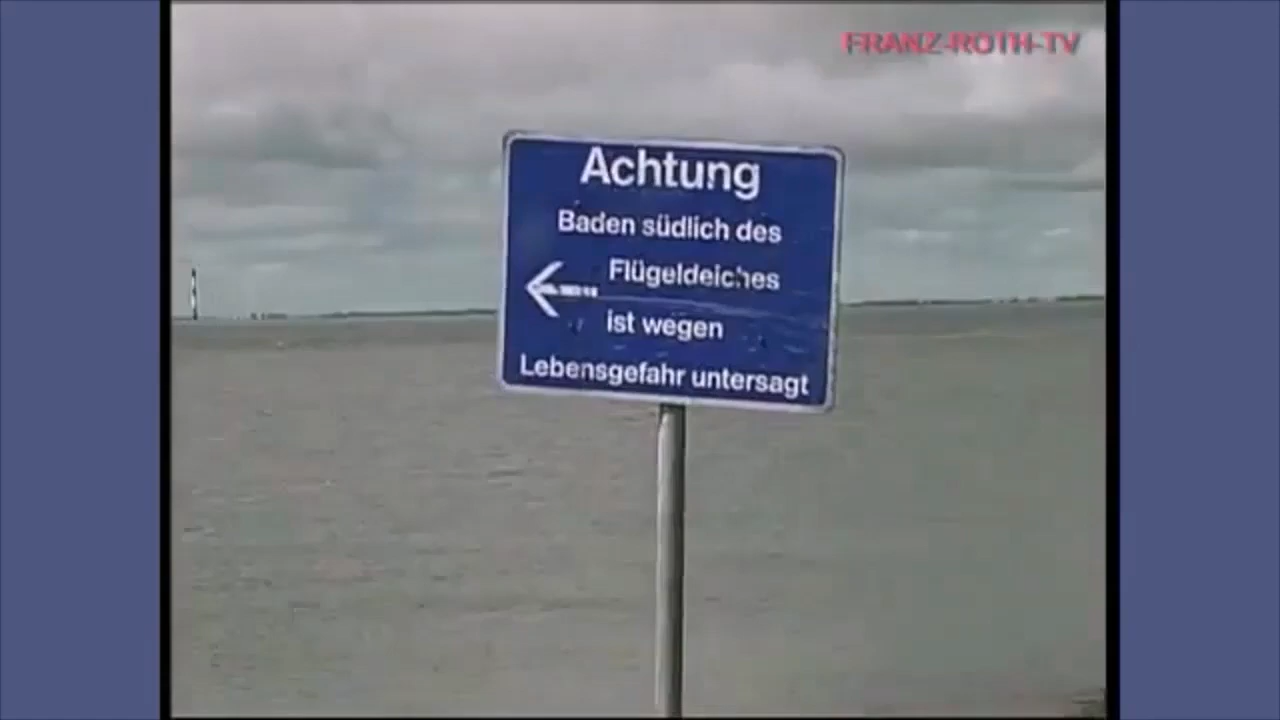 FRANZ-ROTH-TV
Achtung
Baden südlich des
Flügeldeiches
ist wegen
Lebensgefahr untersagt